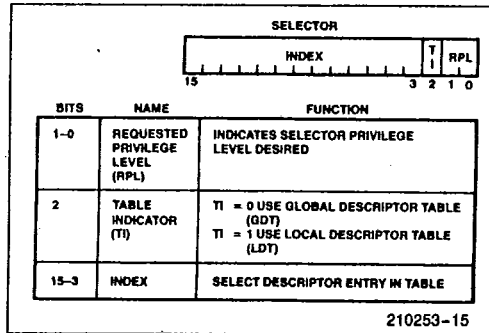 SELECTOR
INDEX
T
I
RPL
15 3 2 1 0
BITS NAME FUNCTION
1–0 REQUESTED PRIVILEGE LEVEL (RPL) INDICATES SELECTOR PRIVILEGE LEVEL DESIRED
2 TABLE INDICATOR (TI) TI = 0 USE GLOBAL DESCRIPTOR TABLE (GDT)
TI = 1 USE LOCAL DESCRIPTOR TABLE (LDT)
15–3 INDEX SELECT DESCRIPTOR ENTRY IN TABLE
210253-15